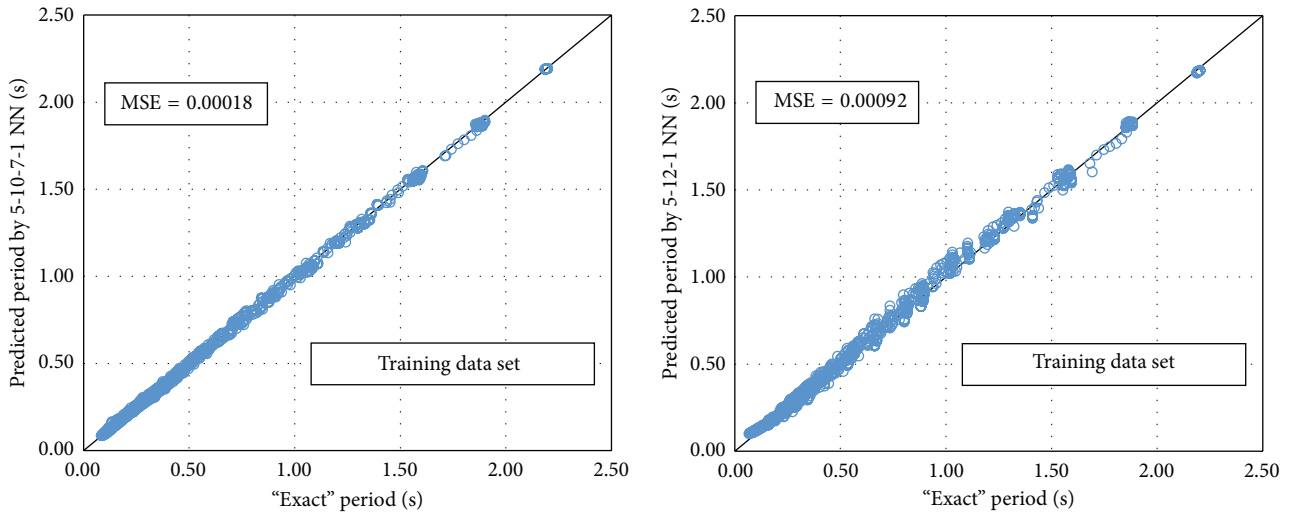 Predicted period by 5-10-7-1 NN (s)
2.50
2.00
1.50
1.00
0.50
0.00
MSE = 0.00018
Training data set
0.00 0.50 1.00 1.50 2.00 2.50
“Exact” period (s)
Predicted period by 5-12-1 NN (s)
2.50
2.00
1.50
1.00
0.50
0.00
MSE = 0.00092
Training data set
0.00 0.50 1.00 1.50 2.00 2.50
“Exact” period (s)